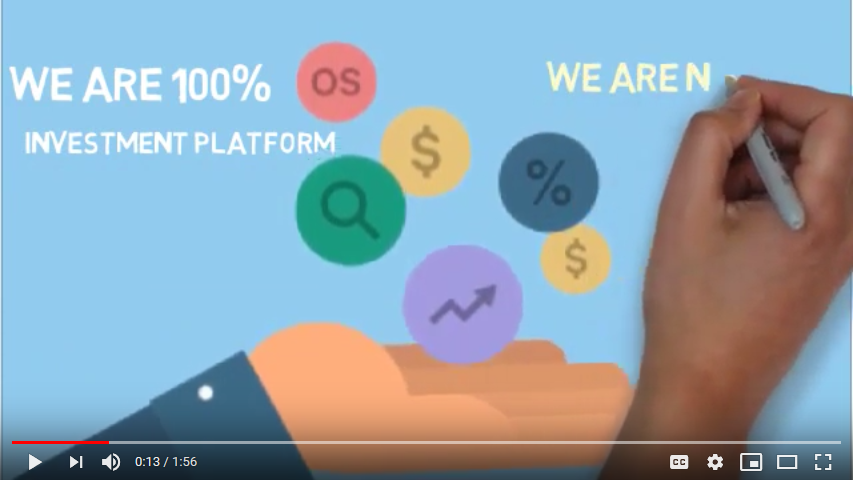 WE ARE 100%
INVESTMENT PLATFORM
OS
$
%
$
WE ARE N
0:13 / 1:56
CC